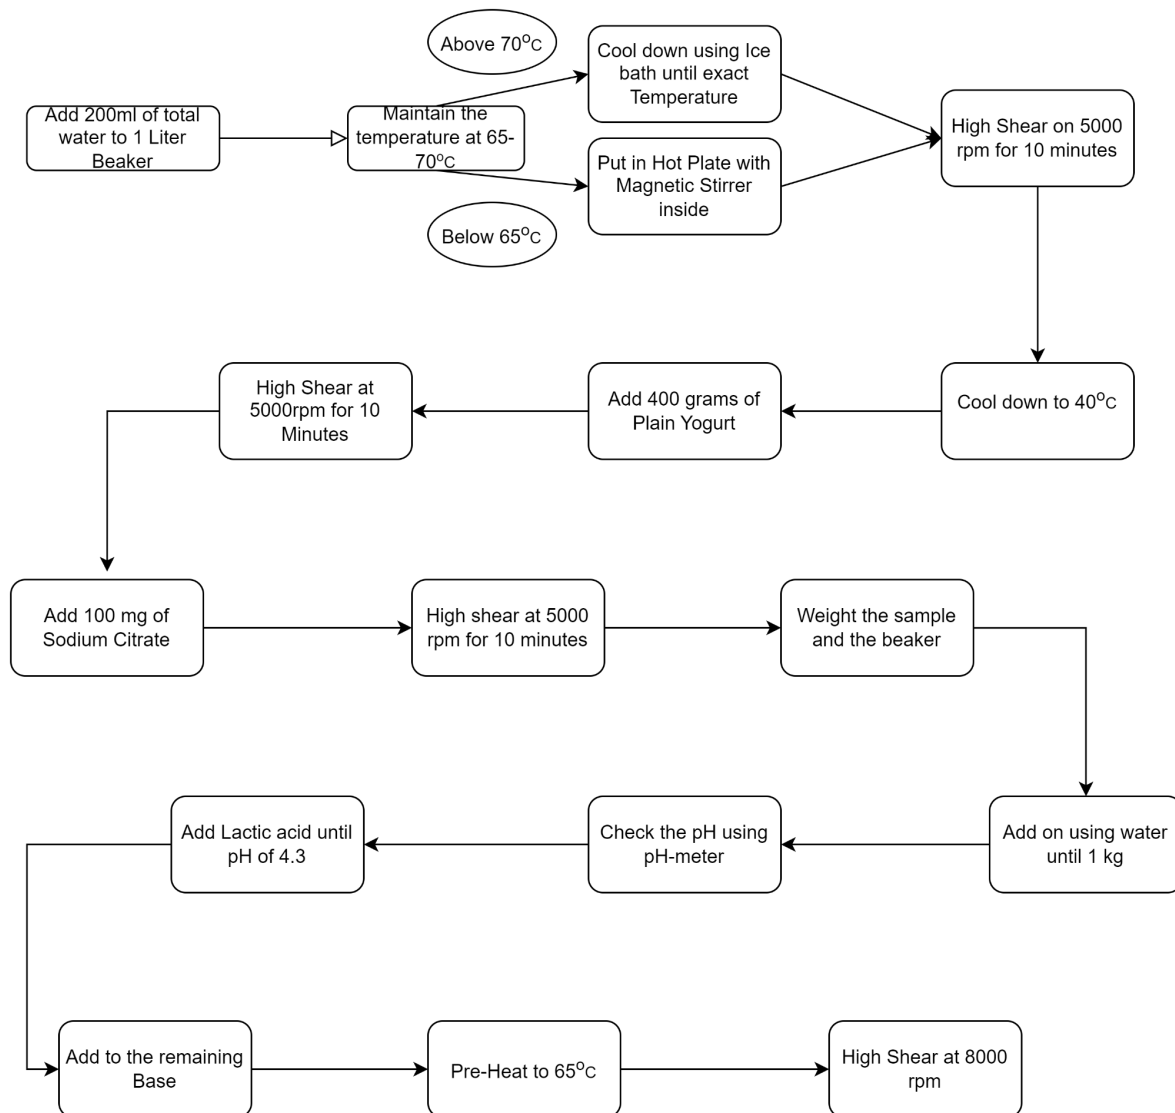 Above 70°C
Cool down using Ice
bath until exact
Temperature
Add 200ml of total
water to 1 Liter
Beaker
Maintain the
temperature at 65-
70°C
High Shear on 5000
rpm for 10 minutes
Put in Hot Plate with
Magnetic Stirrer
inside
Below 65°C
High Shear at
5000rpm for 10
Minutes
Add 400 grams of
Plain Yogurt
Cool down to 40°C
Add 100 mg of
Sodium Citrate
High shear at 5000
rpm for 10 minutes
Weight the sample
and the beaker
Add Lactic acid until
pH of 4.3
Check the pH using
pH-meter
Add on using water
until 1 kg
Add to the remaining
Base
Pre-Heat to 65°C
High Shear at 8000
rpm